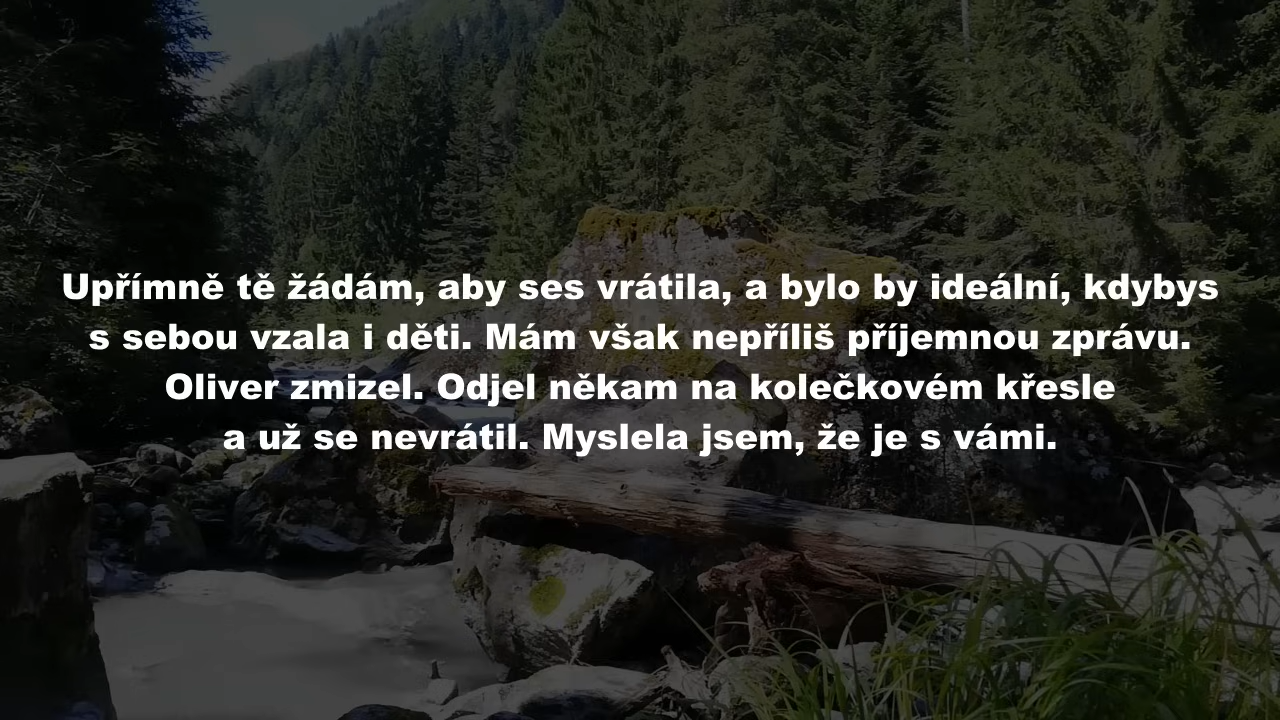 Upřímně tě žádám, aby ses vrátila, a bylo by ideální, kdybys
s sebou vzala i děti. Mám však nepříliš příjemnou zprávu.
Oliver zmizel. Odjel někam na kolečkovém křesle
a už se nevrátil. Myslela jsem, že je s vámi.